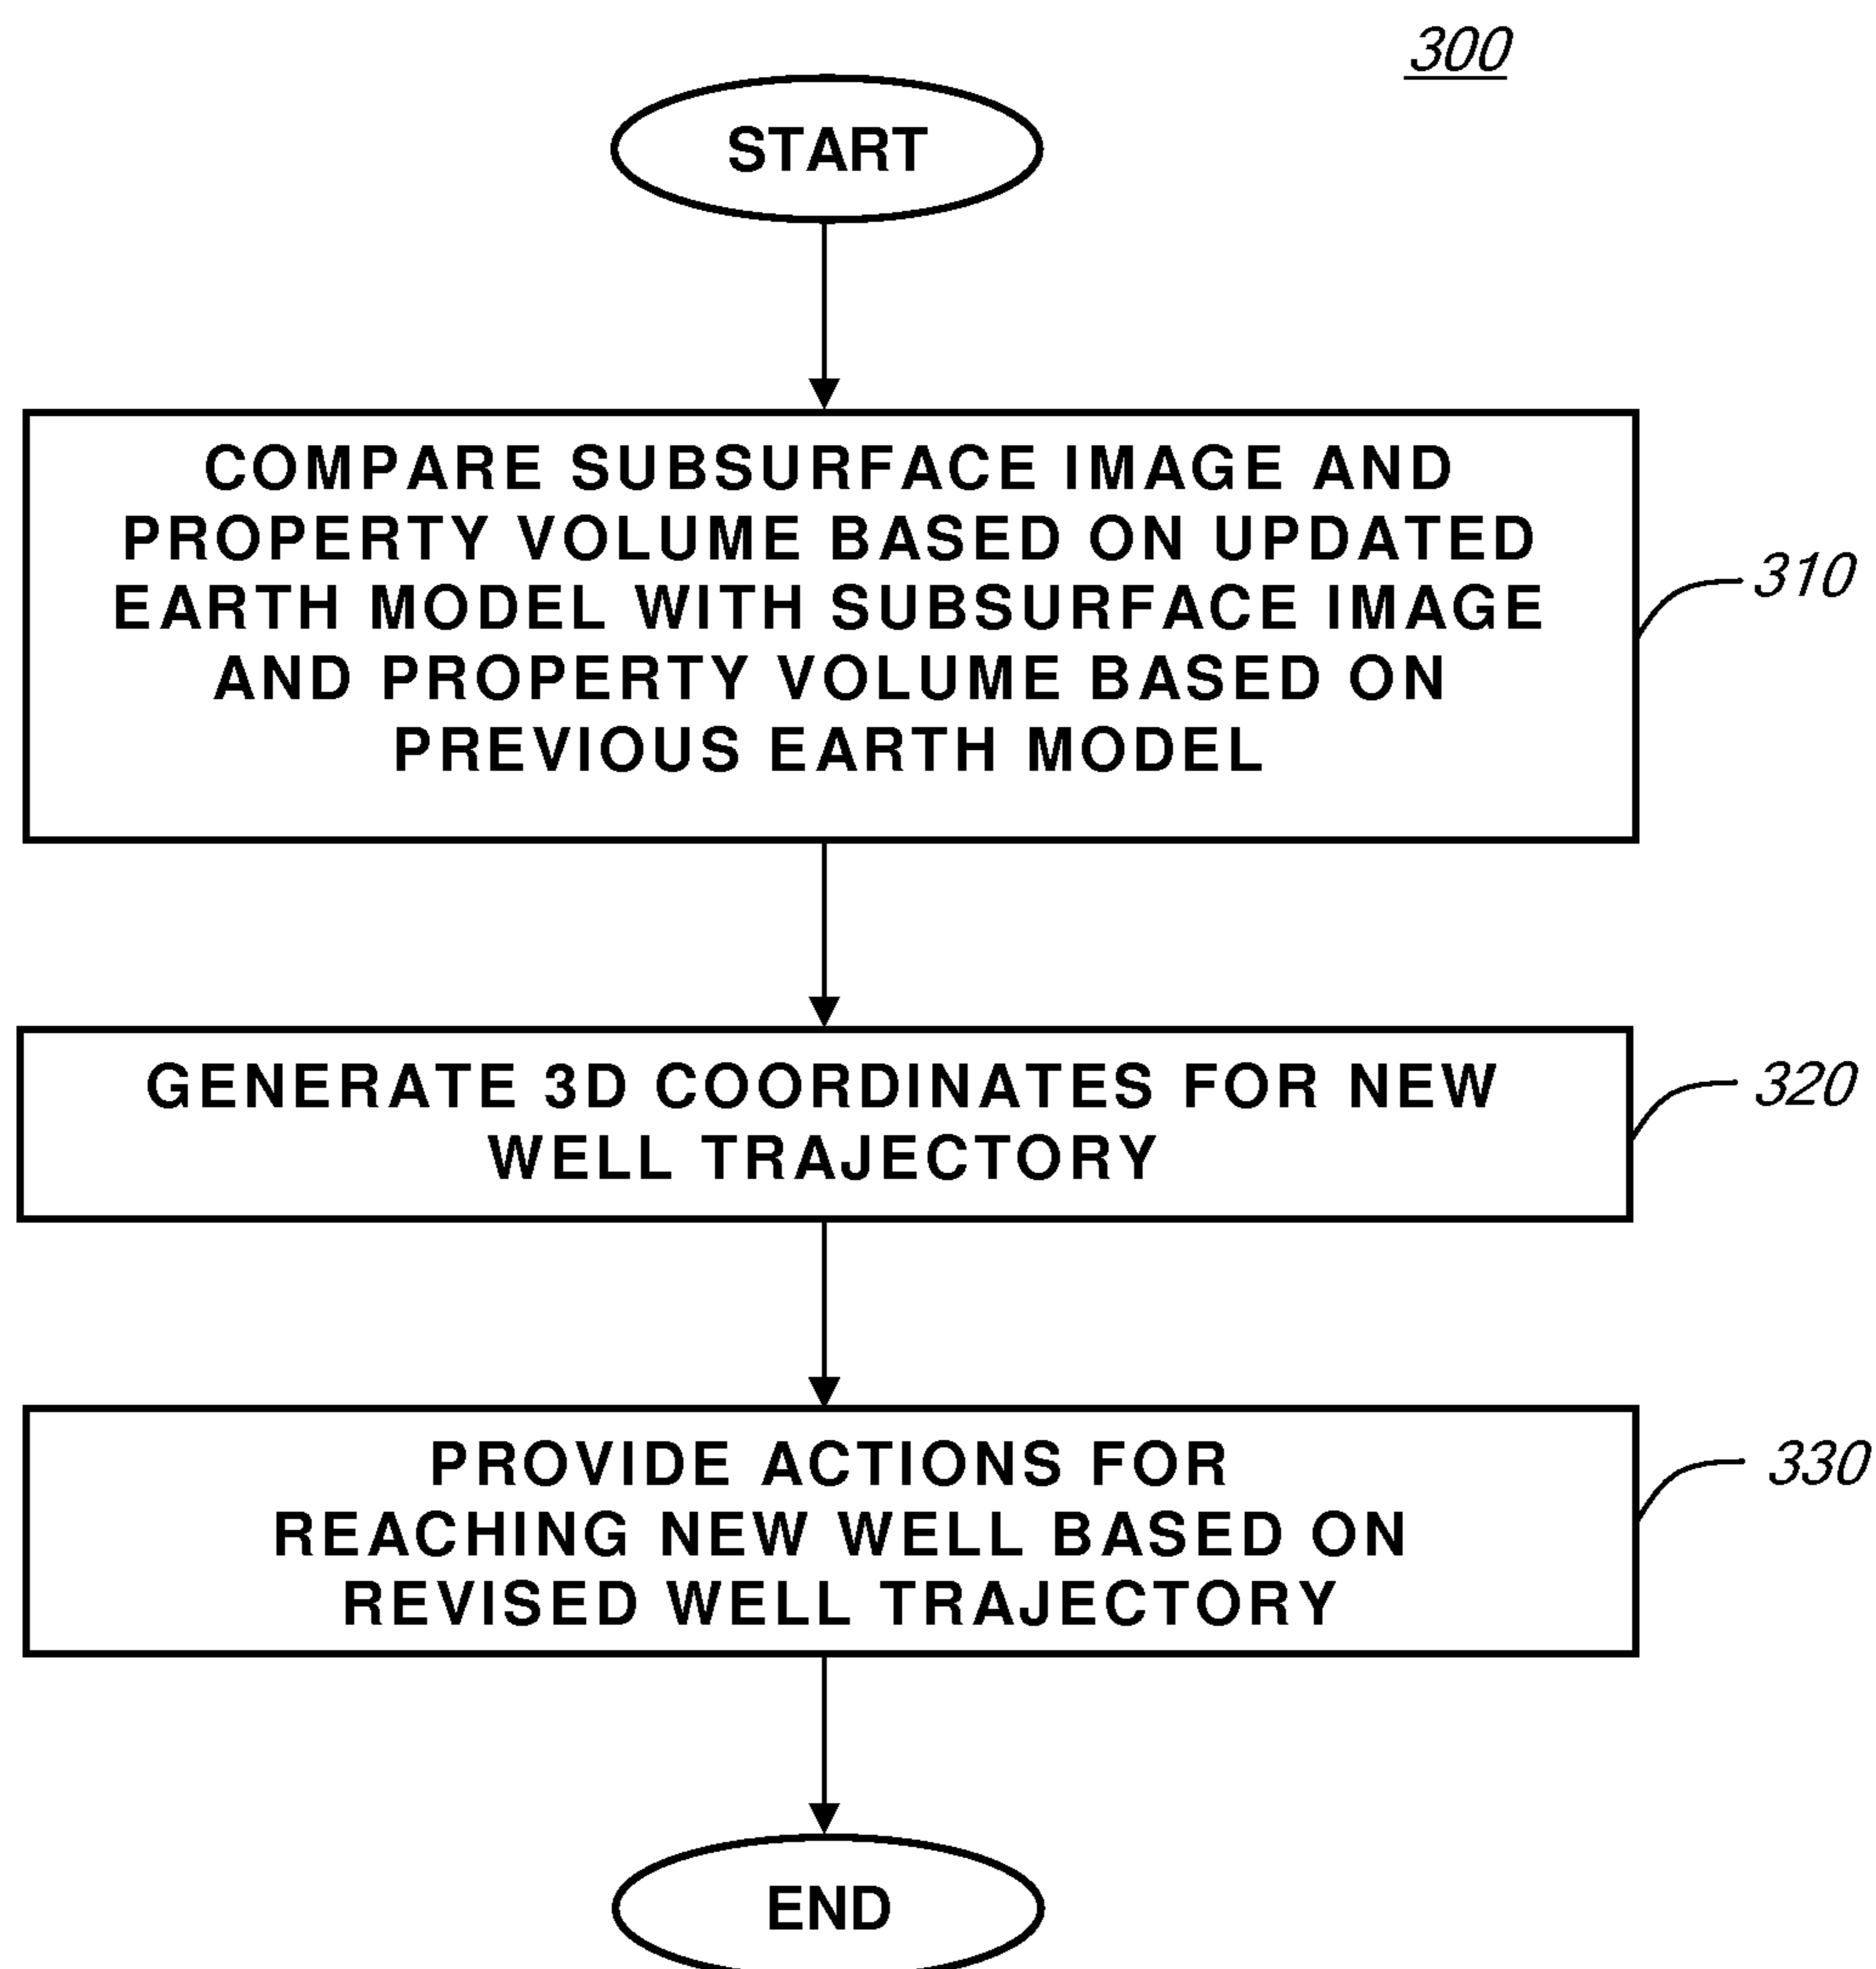 300
START
COMPARE SUBSURFACE IMAGE AND
PROPERTY VOLUME BASED ON UPDATED
EARTH MODEL WITH SUBSURFACE IMAGE
AND PROPERTY VOLUME BASED ON
PREVIOUS EARTH MODEL
310
GENERATE 3D COORDINATES FOR NEW
WELL TRAJECTORY
320
PROVIDE ACTIONS FOR
REACHING NEW WELL BASED ON
REVISED WELL TRAJECTORY
330
END